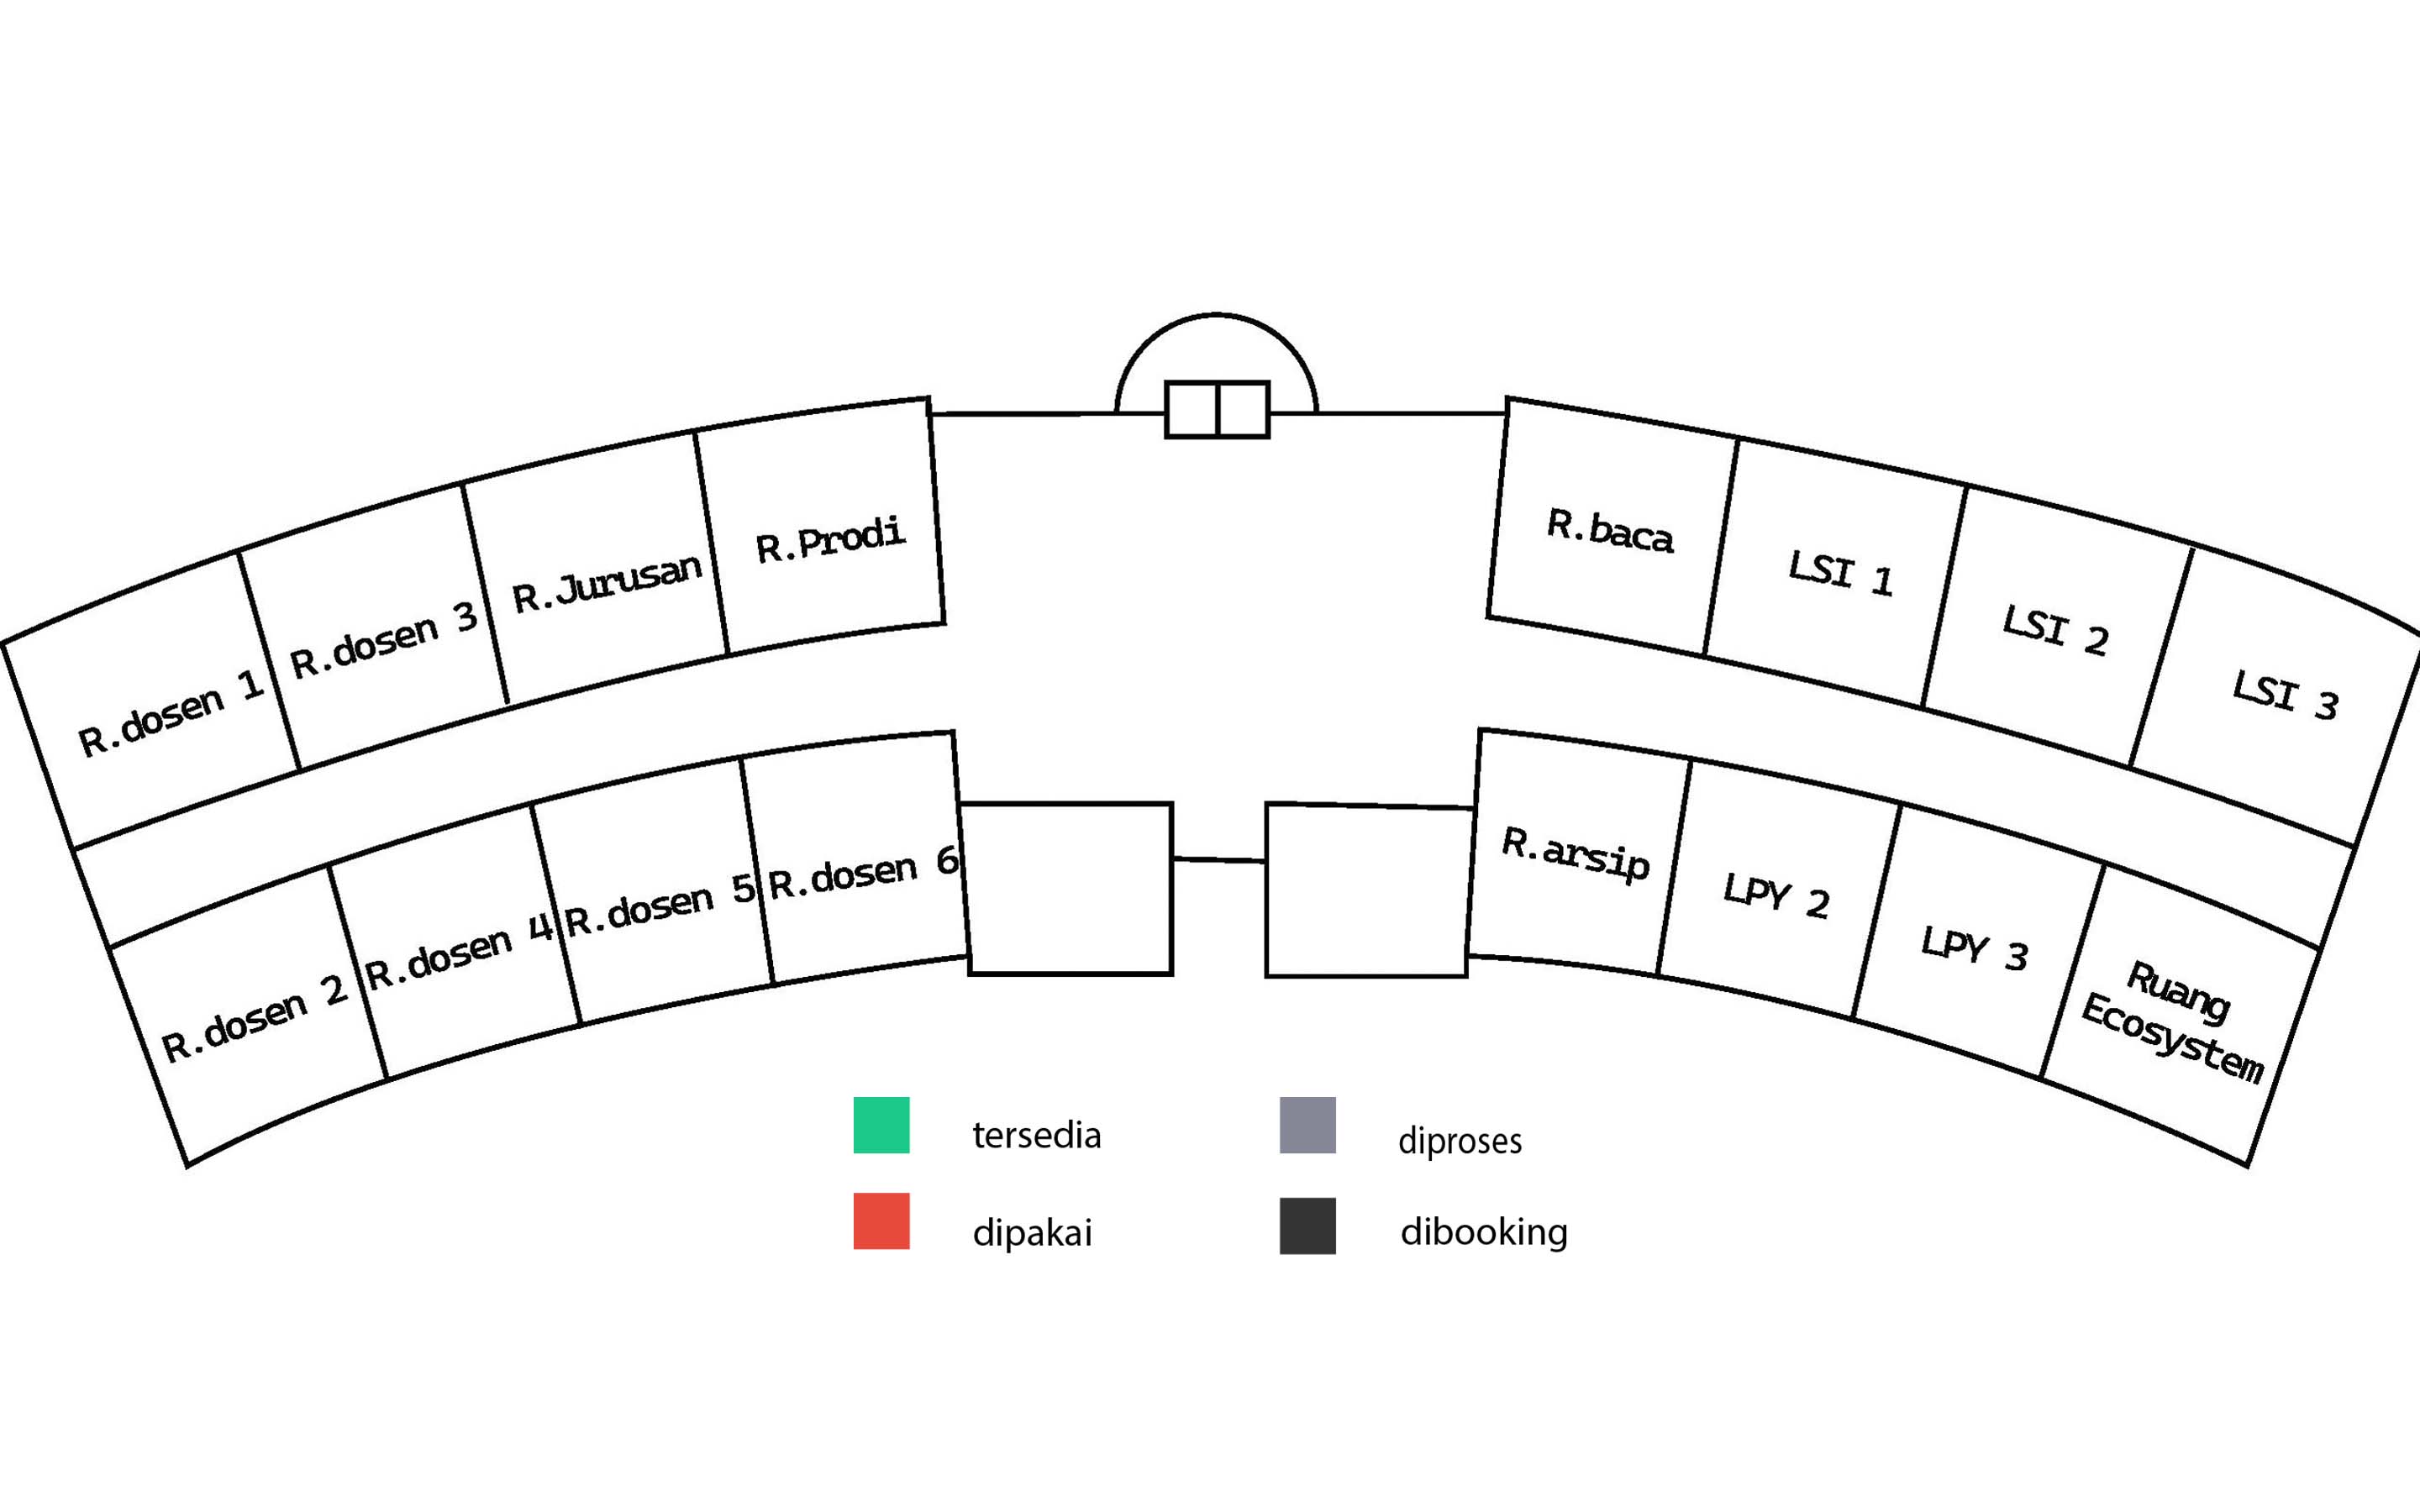 R.dosen 1
R.dosen 3
R.Jurusan
R.Prodi
R.baca
LSI 1
LSI 2
LSI 3
R.dosen 2
R.dosen 4
R.dosen 5
R.dosen 6
R.arsip
LPY 2
LPY 3
Ruang
Ecosystem
tersedia
diproses
dipakai
dibooking